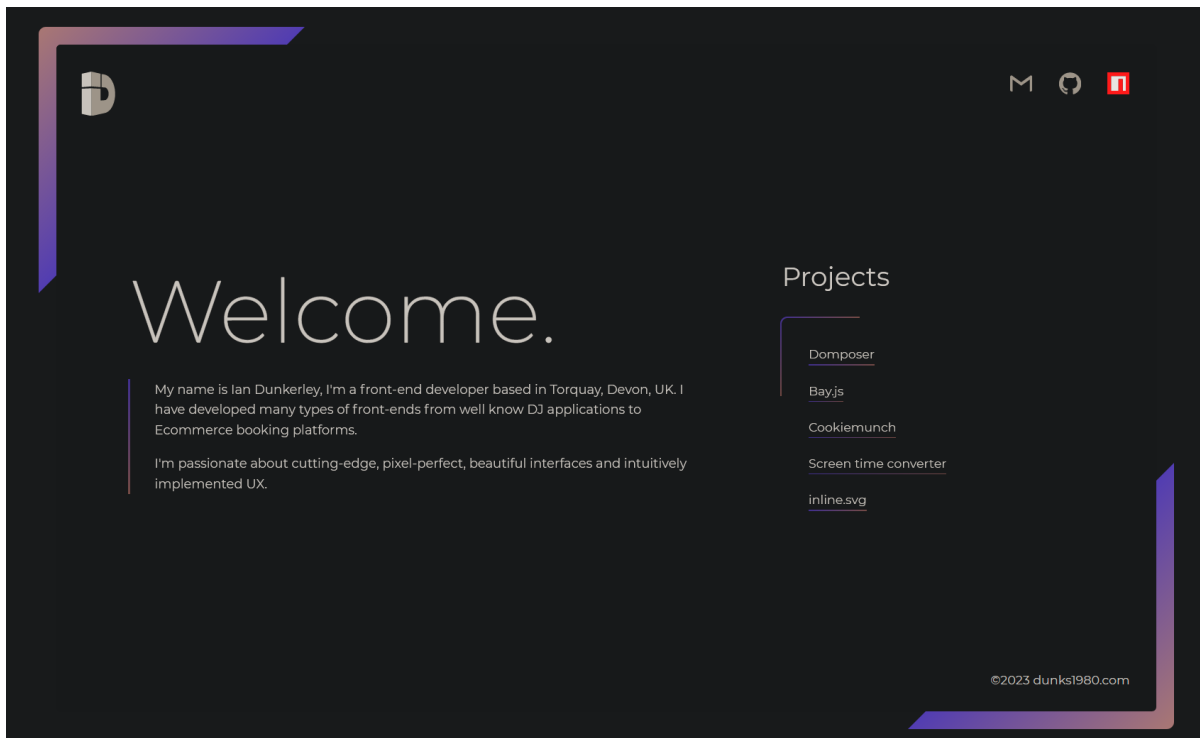 D
Welcome.
My name is Ian Dunkerley, I'm a front-end developer based in Torquay, Devon, UK. I
have developed many types of front-ends from well know DJ applications to
Ecommerce booking platforms.
I'm passionate about cutting-edge, pixel-perfect, beautiful interfaces and intuitively
implemented UX.
Projects
Domposer
Bay.js
Cookiemunch
Screen time converter
inline.svg
©2023 dunks1980.com